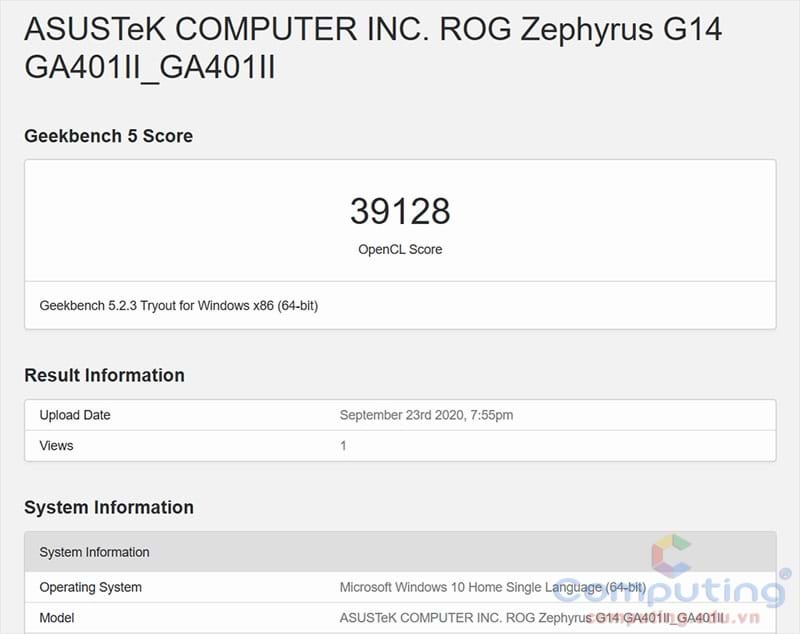 ASUSTeK COMPUTER INC. ROG Zephyrus G14
GA401II_GA401II
Geekbench 5 Score
39128
OpenCL Score
Geekbench 5.2.3 Tryout for Windows x86 (64-bit)
Result Information
Upload Date September 23rd 2020, 7:55pm
Views 1
System Information
System Information
Operating System Microsoft Windows 10 Home Single Language (64-bit)
Computing®
Model ASUSTeK COMPUTER INC. ROG Zephyrus G14 GA401II_GA401II